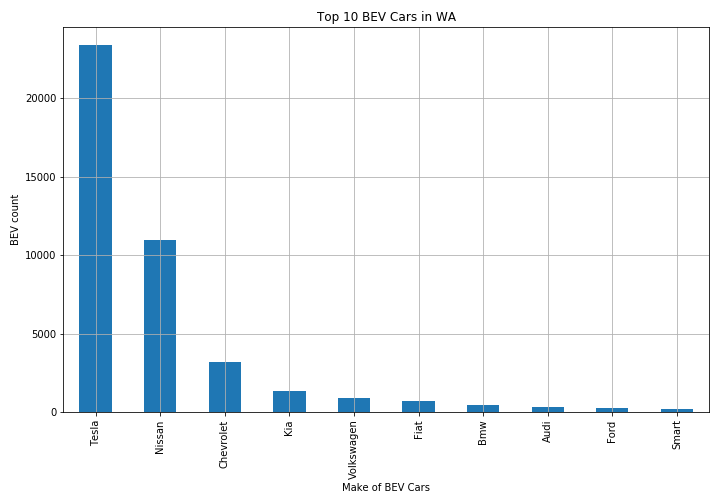 Top 10 BEV Cars in WA
BEV count
20000
15000
10000
5000
0
Tesla
Nissan
Chevrolet
Kia
Volkswagen
Fiat
Bmw
Audi
Ford
Smart
Make of BEV Cars